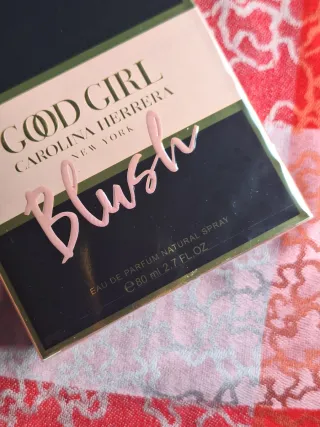 GOOD GIRL
CAROLINA HERRERA
NEW YORK
Blush
EAU DE PARFUM NATURAL SPRAY
℮80 ml 2.7 FL.OZ.